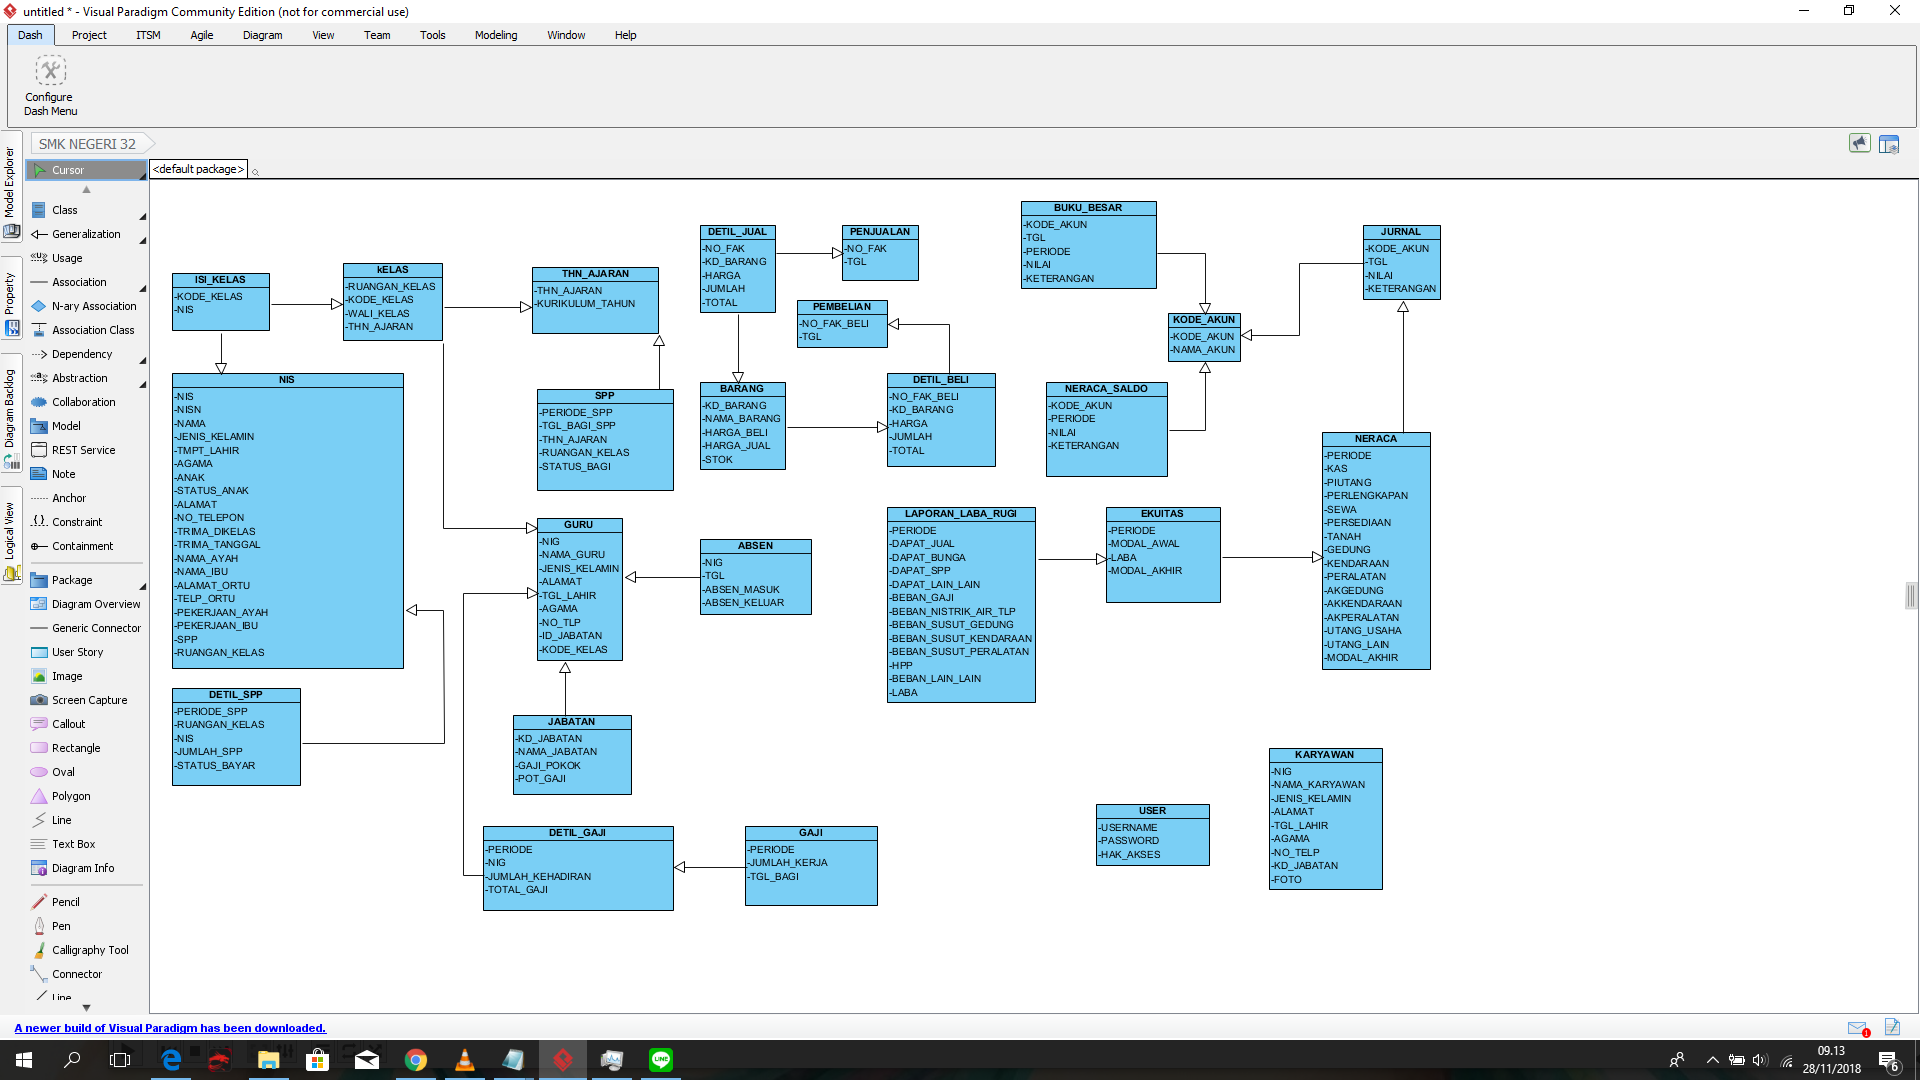 untitled * - Visual Paradigm Community Edition (not for commercial use)
Dash Project ITSM Agile Diagram View Team Tools Modeling Window Help
Configure
Dash Menu
SMK NEGERI 32
<default package>
Model Explorer
Property
Diagram Backlog
Logical View
Cursor
Class
Generalization
Usage
Association
N-ary Association
Association Class
Dependency
Abstraction
Collaboration
Model
REST Service
Note
Anchor
Constraint
Containment
Package
Diagram Overview
Generic Connector
User Story
Image
Screen Capture
Callout
Rectangle
Oval
Polygon
Line
Text Box
Diagram Info
Pencil
Pen
Calligraphy Tool
Connector
Line
ISI_KELAS
-KODE_KELAS
-NIS
kELAS
-RUANGAN_KELAS
-KODE_KELAS
-WALI_KELAS
-THN_AJARAN
THN_AJARAN
-THN_AJARAN
-KURIKULUM_TAHUN
DETIL_JUAL
-NO_FAK
-KD_BARANG
-HARGA
-JUMLAH
-TOTAL
PENJUALAN
-NO_FAK
-TGL
PEMBELIAN
-NO_FAK_BELI
-TGL
BUKU_BESAR
-KODE_AKUN
-TGL
-PERIODE
-NILAI
-KETERANGAN
JURNAL
-KODE_AKUN
-TGL
-NILAI
-KETERANGAN
KODE_AKUN
-KODE_AKUN
-NAMA_AKUN
NIS
-NIS
-NISN
-NAMA
-JENIS_KELAMIN
-TMPT_LAHIR
-AGAMA
-ANAK
-STATUS_ANAK
-ALAMAT
-NO_TELEPON
-TRIMA_DIKELAS
-TRIMA_TANGGAL
-NAMA_AYAH
-NAMA_IBU
-ALAMAT_ORTU
-TELP_ORTU
-PEKERJAAN_AYAH
-PEKERJAAN_IBU
-SPP
-RUANGAN_KELAS
SPP
-PERIODE_SPP
-TGL_BAGI_SPP
-THN_AJARAN
-RUANGAN_KELAS
-STATUS_BAGI
BARANG
-KD_BARANG
-NAMA_BARANG
-HARGA_BELI
-HARGA_JUAL
-STOK
DETIL_BELI
-NO_FAK_BELI
-KD_BARANG
-HARGA
-JUMLAH
-TOTAL
NERACA_SALDO
-KODE_AKUN
-PERIODE
-NILAI
-KETERANGAN
NERACA
-PERIODE
-KAS
-PIUTANG
-PERLENGKAPAN
-SEWA
-PERSEDIAAN
-TANAH
-GEDUNG
-KENDARAAN
-PERALATAN
-AKGEDUNG
-AKKENDARAAN
-AKPERALATAN
-UTANG_USAHA
-UTANG_LAIN
-MODAL_AKHIR
GURU
-NIG
-NAMA_GURU
-JENIS_KELAMIN
-ALAMAT
-TGL_LAHIR
-AGAMA
-NO_TLP
-ID_JABATAN
-KODE_KELAS
ABSEN
-NIG
-TGL
-ABSEN_MASUK
-ABSEN_KELUAR
LAPORAN_LABA_RUGI
-PERIODE
-DAPAT_JUAL
-DAPAT_BUNGA
-DAPAT_SPP
-DAPAT_LAIN_LAIN
-BEBAN_GAJI
-BEBAN_NISTRIK_AIR_TLP
-BEBAN_SUSUT_GEDUNG
-BEBAN_SUSUT_KENDARAAN
-BEBAN_SUSUT_PERALATAN
-HPP
-BEBAN_LAIN_LAIN
-LABA
EKUITAS
-PERIODE
-MODAL_AWAL
-LABA
-MODAL_AKHIR
DETIL_SPP
-PERIODE_SPP
-RUANGAN_KELAS
-NIS
-JUMLAH_SPP
-STATUS_BAYAR
JABATAN
-KD_JABATAN
-NAMA_JABATAN
-GAJI_POKOK
-POT_GAJI
DETIL_GAJI
-PERIODE
-NIG
-JUMLAH_KEHADIRAN
-TOTAL_GAJI
GAJI
-PERIODE
-JUMLAH_KERJA
-TGL_BAGI
USER
-USERNAME
-PASSWORD
-HAK_AKSES
KARYAWAN
-NIG
-NAMA_KARYAWAN
-JENIS_KELAMIN
-ALAMAT
-TGL_LAHIR
-AGAMA
-NO_TELP
-KD_JABATAN
-FOTO
A newer build of Visual Paradigm has been downloaded.
1
LINE
09.13
28/11/2018
6